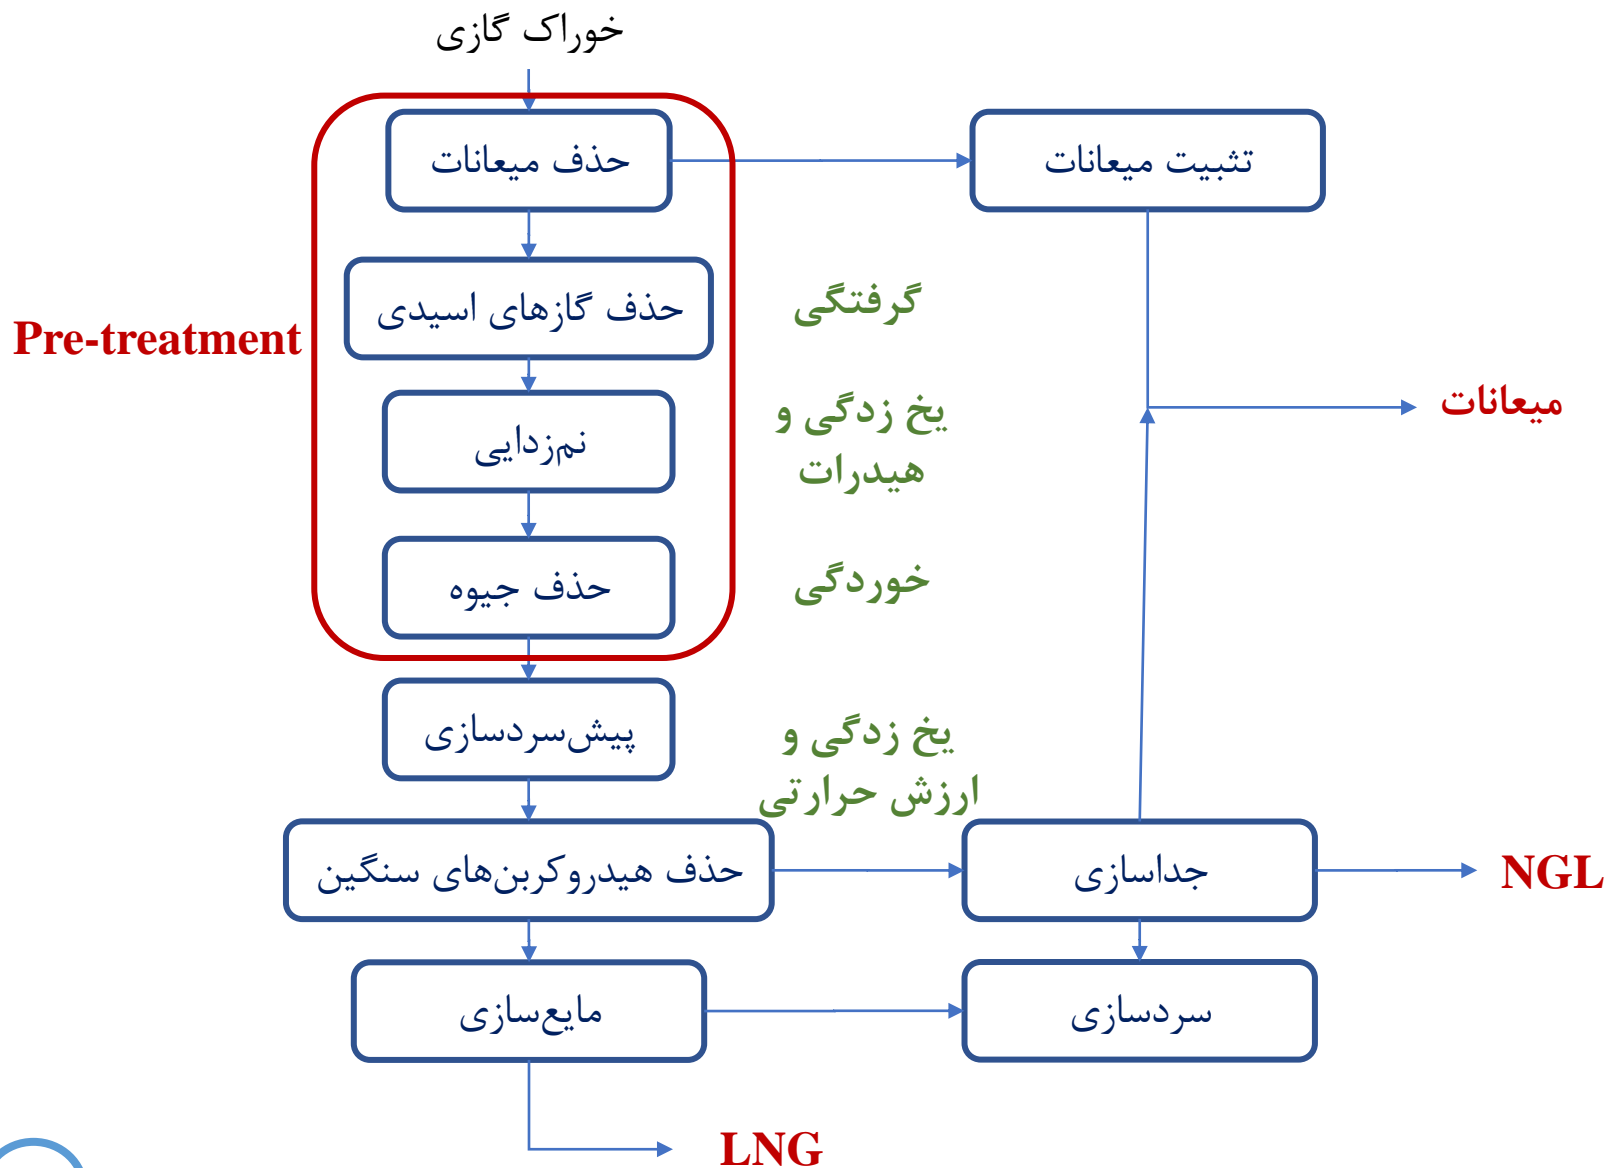 خوراک گازی
حذف میعانات
تثبیت میعانات
حذف گازهای اسیدی
گرفتگی
Pre-treatment
نم‌زدایی
یخ زدگی و
هیدرات
میعانات
حذف جیوه
خوردگی
پیش‌سردسازی
یخ زدگی و
ارزش حرارتی
حذف هیدروکربن‌های سنگین
جداسازی
NGL
مایع‌سازی
سردسازی
LNG